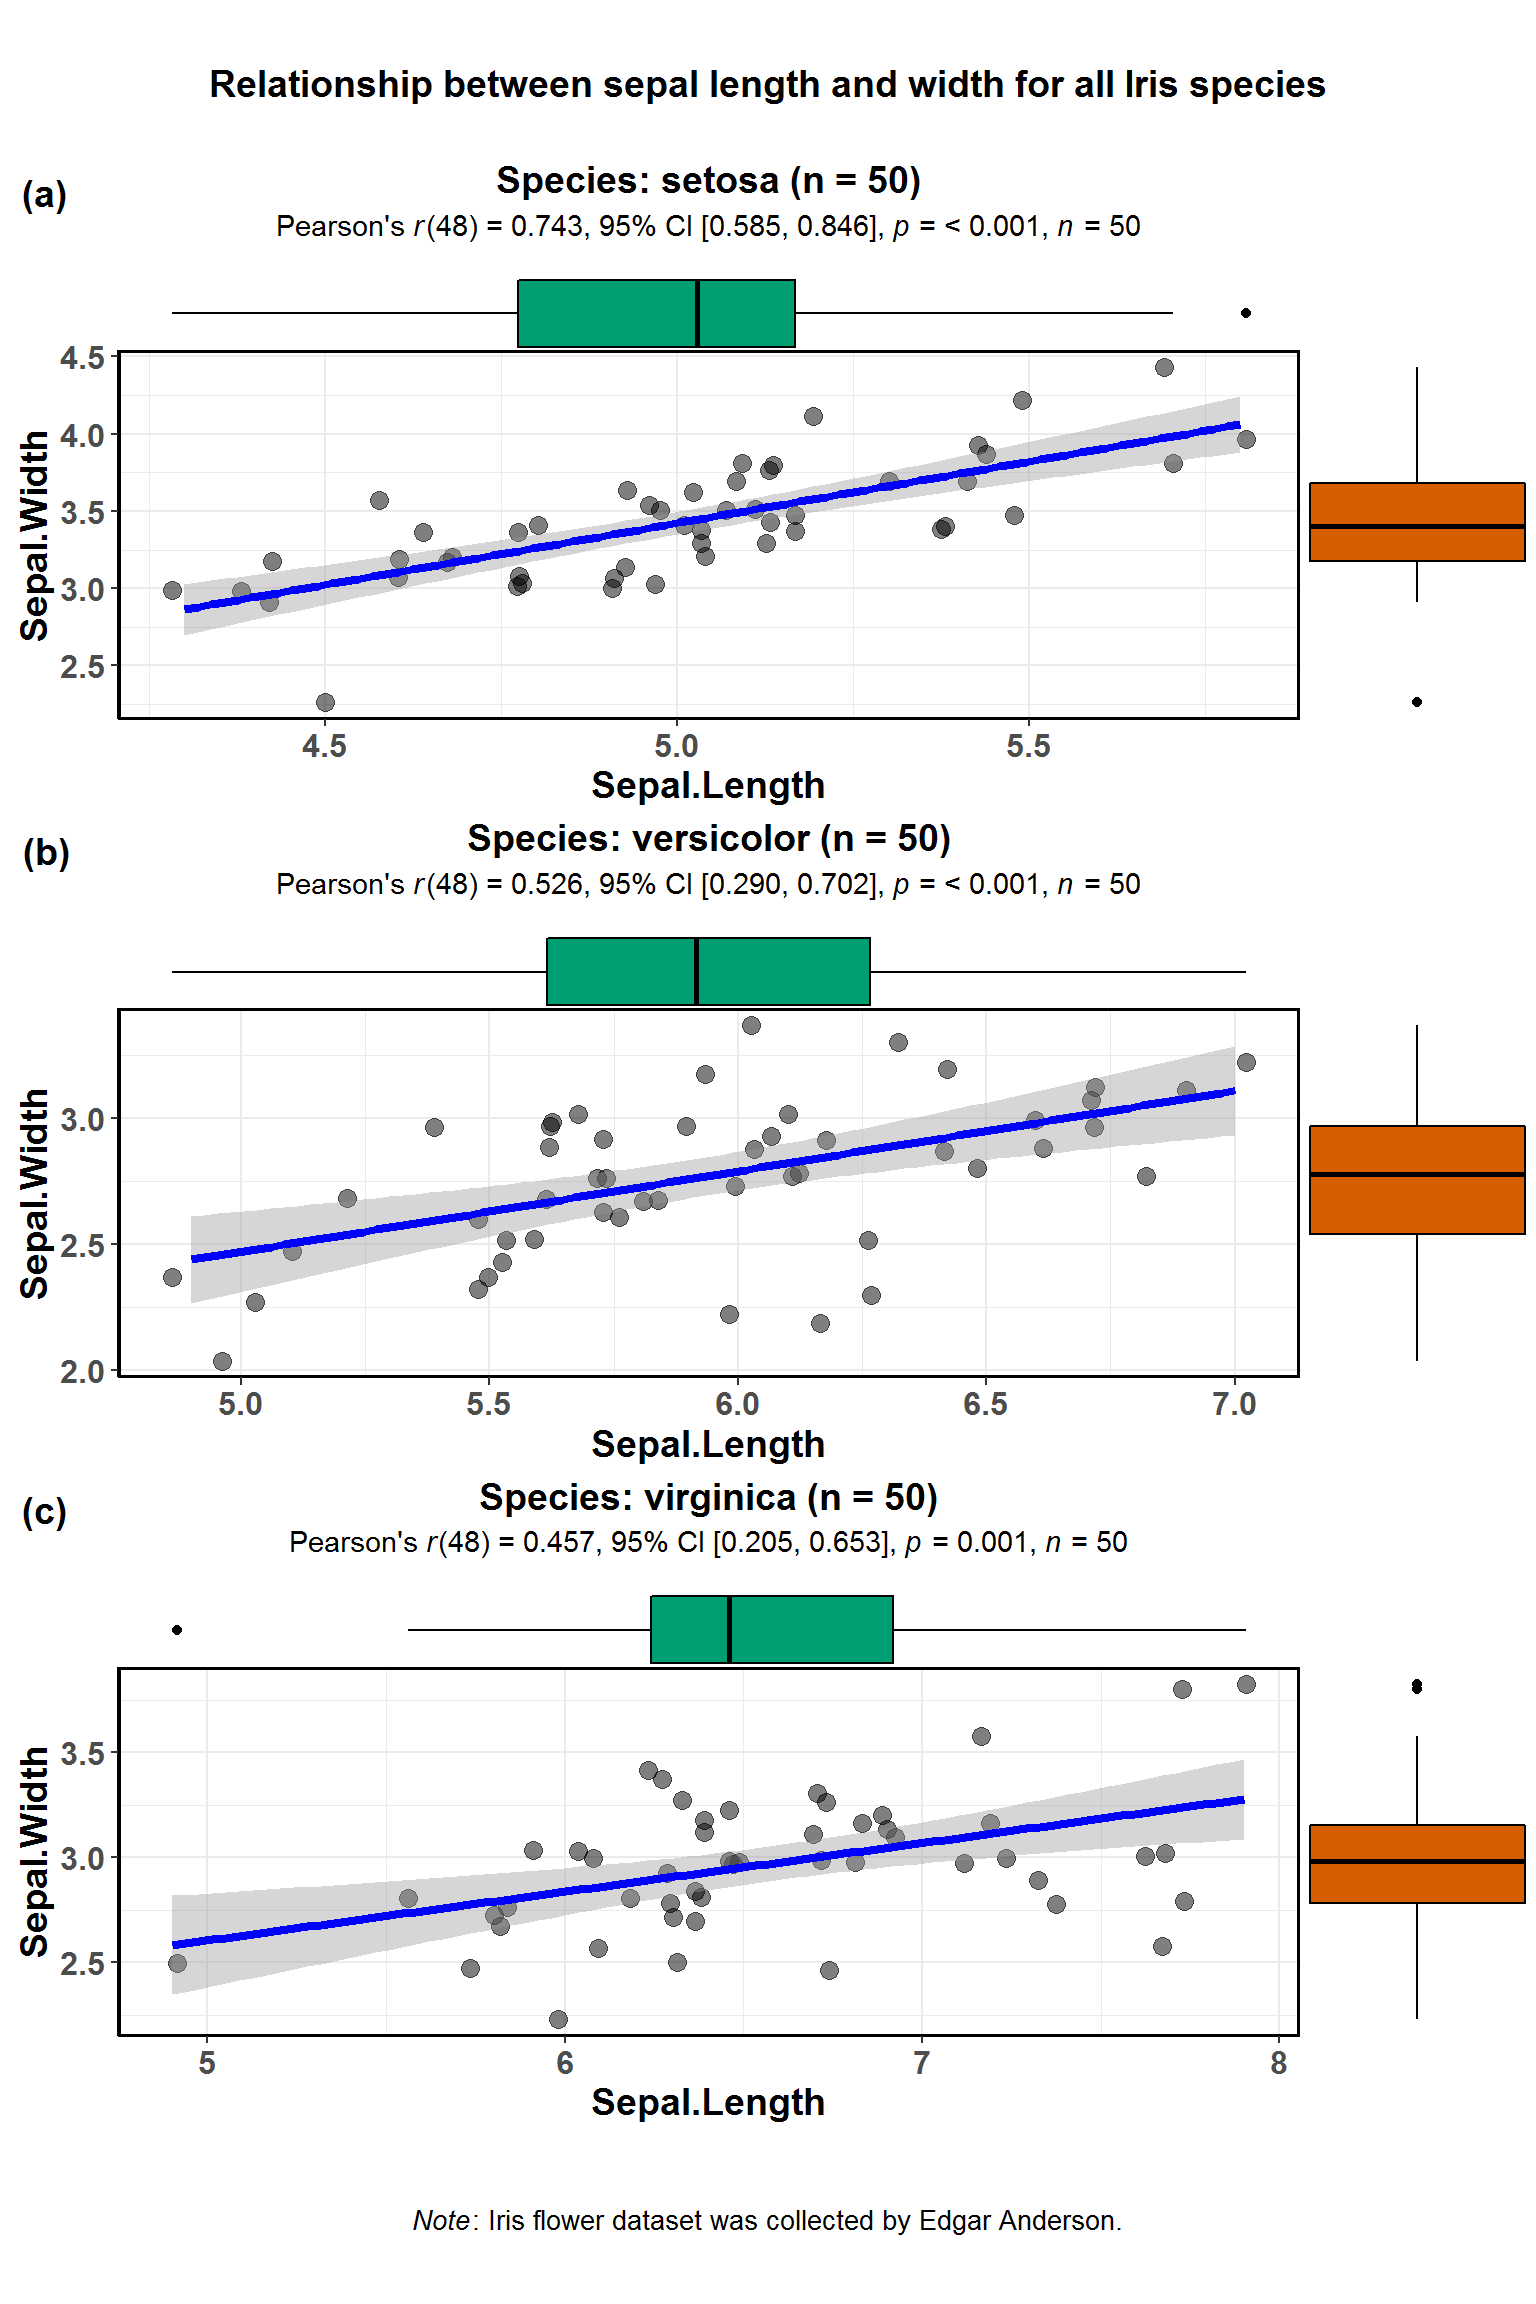 Relationship between sepal length and width for all Iris species
(a)
Species: setosa (n = 50)
Pearson's r(48) = 0.743, 95% CI [0.585, 0.846], p = < 0.001, n = 50
4.5
4.0
3.5
3.0
2.5
Sepal.Width
4.5 5.0 5.5
Sepal.Length
(b)
Species: versicolor (n = 50)
Pearson's r(48) = 0.526, 95% CI [0.290, 0.702], p = < 0.001, n = 50
3.0
2.5
2.0
Sepal.Width
5.0 5.5 6.0 6.5 7.0
Sepal.Length
(c)
Species: virginica (n = 50)
Pearson's r(48) = 0.457, 95% CI [0.205, 0.653], p = 0.001, n = 50
3.5
3.0
2.5
Sepal.Width
5 6 7 8
Sepal.Length
Note: Iris flower dataset was collected by Edgar Anderson.